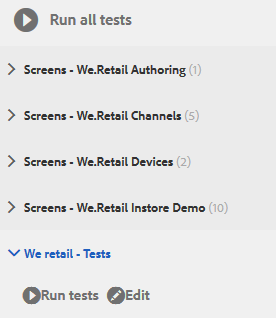 Run all tests
Screens - We.Retail Authoring (1)
Screens - We.Retail Channels (5)
Screens - We.Retail Devices (2)
Screens - We.Retail Instore Demo (10)
We retail - Tests
Run tests Edit